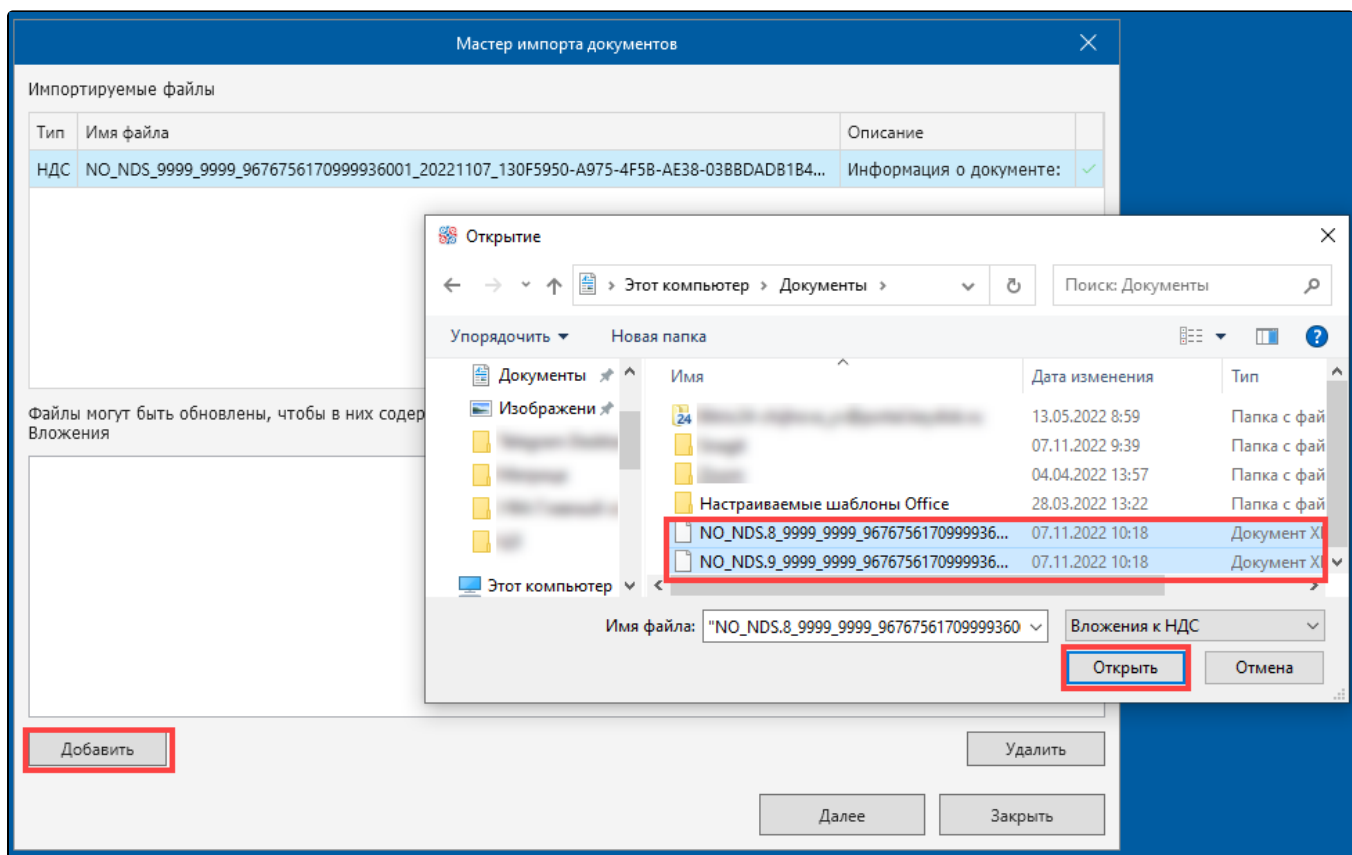 Мастер импорта документов
Импортируемые файлы
Тип Имя файла Описание
НДС NO_NDS_9999_9999_9676756170999936001_20221107_130F5950-A975-4F5B-AE38-03BBDADB1B4... Информация о документе:
Открытие
Этот компьютер > Документы >
Поиск: Документы
Упорядочить Новая папка
Документы
Имя Дата изменения Тип
Изображени
24 13.05.2022 8:59 Папка с фай
07.11.2022 9:39 Папка с фай
04.04.2022 13:57 Папка с фай
Настраиваемые шаблоны Office 28.03.2022 13:22 Папка с фай
NO_NDS.8_9999_9999_9676756170999936... 07.11.2022 10:18 Документ XI
NO_NDS.9_9999_9999_9676756170999936... 07.11.2022 10:18 Документ XI
Этот компьютер
Файлы могут быть обновлены, чтобы в них содер
Вложения
Имя файла: "NO_NDS.8_9999_9999_96767561709999360 Вложения к НДС
Открыть Отмена
Добавить Удалить
Далее Закрыть